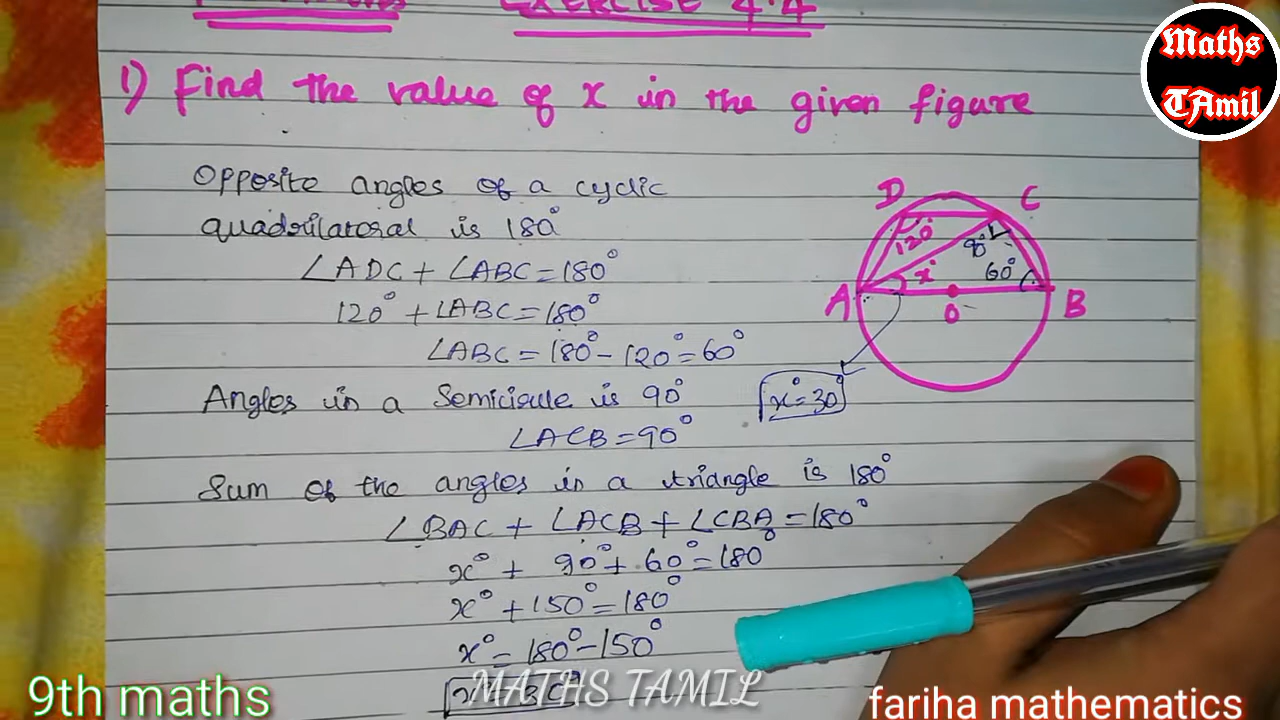 EXERCISE 4.4
Maths
TAmil
1) Find the value of x in the given figure
Opposite angles of a cyclic
quadrilateral is 180°
∠ADC + ∠ABC = 180°
120° + ∠ABC = 180°
∠ABC = 180° - 120° = 60°
Angles in a Semicircle is 90°
∠ACB = 90°
Sum of the angles in a triangle is 180°
∠BAC + ∠ACB + ∠CBA = 180°
x° + 90° + 60° = 180
x° + 150° = 180°
x° = 180° - 150°
D
C
120°
90°
x°
60°
A
O
B
x° = 30°
MATHS TAMIL
9th maths
fariha mathematics